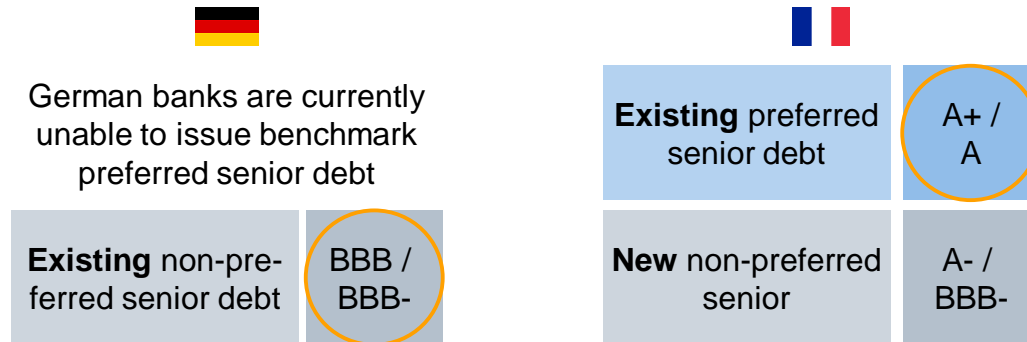 German banks are currently
unable to issue benchmark
preferred senior debt
Existing non-pre-
ferred senior debt
BBB /
BBB-
Existing preferred
senior debt
A+ /
A
New non-preferred
senior
A- /
BBB-